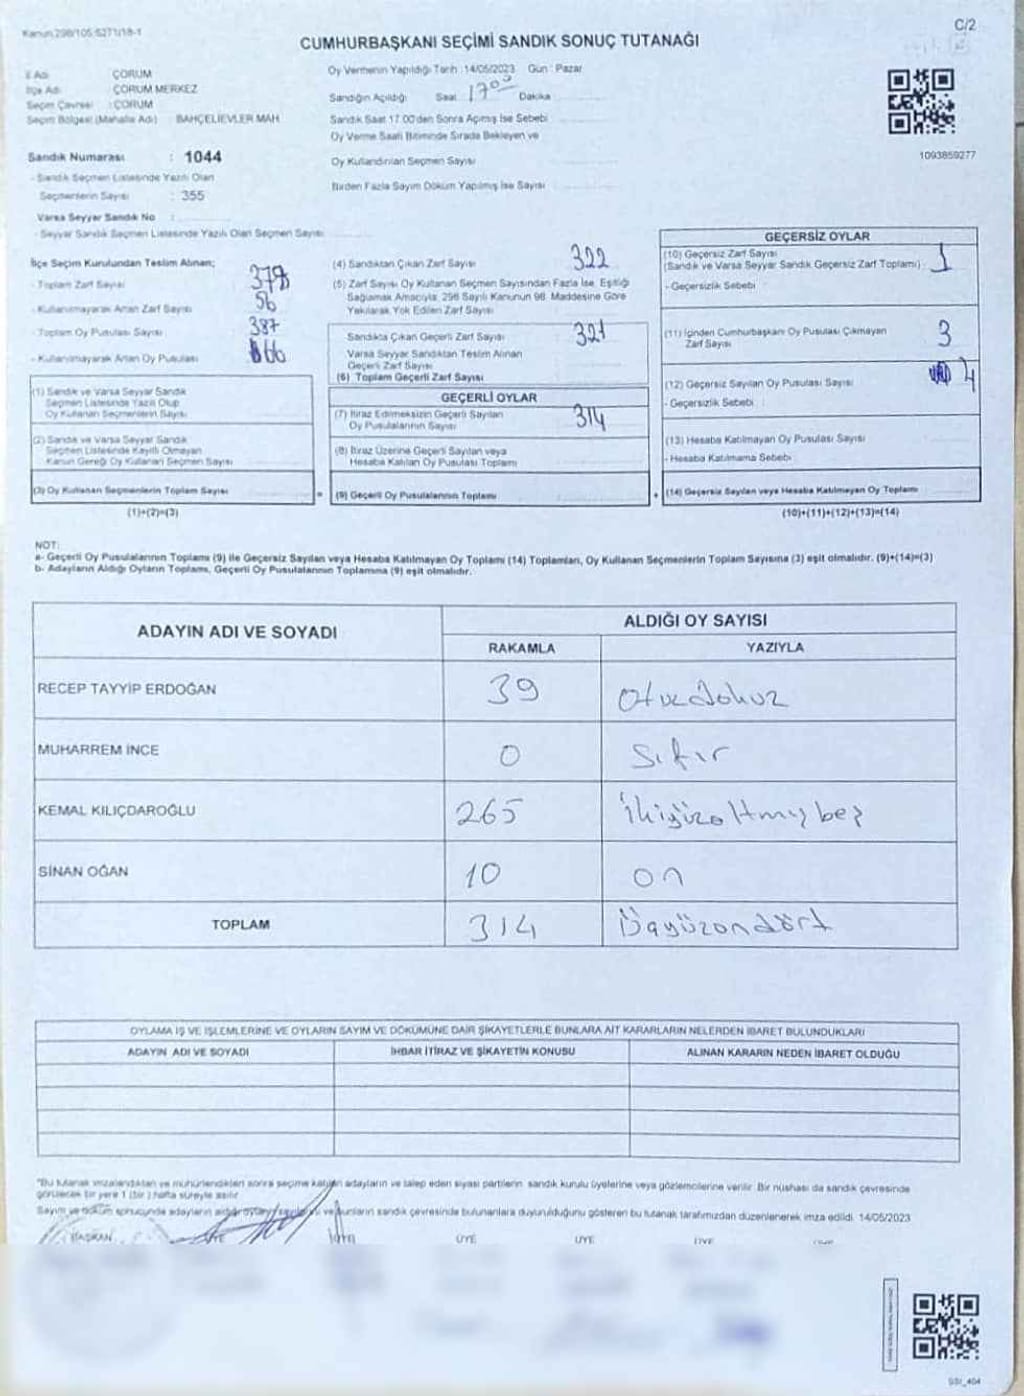 Kanun 298/105 5271/18-1
C/2
CUMHURBAŞKANI SEÇİMİ SANDIK SONUÇ TUTANAĞI
İl Adı ÇORUM
İlçe Adı ÇORUM MERKEZ
Seçim Çevresi : ÇORUM
Seçim Bölgesi (Mahalle Adı) : BAHÇELİEVLER MAH.
Sandık Numarası : 1044
- Sandık Seçmen Listesinde Yazılı Olan
Seçmenlerin Sayısı : 355
Varsa Seyyar Sandık No :
- Seyyar Sandık Seçmen Listesinde Yazılı Olan Seçmen Sayısı
Oy Vermenin Yapıldığı Tarih : 14/05/2023 Gün : Pazar
Sandığın Açıldığı Saat 17 00 Dakika
Sandık Saat 17.00'den Sonra Açılmış İse Sebebi
Oy Verme Saati Bitiminde Sırada Bekleyen ve
Oy Kullandırılan Seçmen Sayısı
Birden Fazla Sayım Döküm Yapılmış İse Sayısı
1093859277
İlçe Seçim Kurulundan Teslim Alınan;
- Toplam Zarf Sayısı 378
- Kullanılmayarak Artan Zarf Sayısı 56
- Toplam Oy Pusulası Sayısı 387
- Kullanılmayarak Artan Oy Pusulası 66
(1) Sandık ve Varsa Seyyar Sandık
Seçmen Listesinde Yazılı Olup
Oy Kullanan Seçmenlerin Sayısı
(2) Sandık ve Varsa Seyyar Sandık
Seçmen Listesinde Kayıtlı Olmayan
Kanun Gereği Oy Kullanan Seçmen Sayısı
(3) Oy Kullanan Seçmenlerin Toplam Sayısı
(1)+(2)=(3)
(4) Sandıktan Çıkan Zarf Sayısı 322
(5) Zarf Sayısı Oy Kullanan Seçmen Sayısından Fazla İse, Eşitliği
Sağlamak Amacıyla, 298 Sayılı Kanunun 98. Maddesine Göre
Yakılarak Yok Edilen Zarf Sayısı
Sandıkta Çıkan Geçerli Zarf Sayısı 321
Varsa Seyyar Sandıktan Teslim Alınan
Geçerli Zarf Sayısı
(6) Toplam Geçerli Zarf Sayısı
GEÇERLİ OYLAR
(7) İtiraz Edilmeksizin Geçerli Sayılan
Oy Pusulalarının Sayısı 314
(8) İtiraz Üzerine Geçerli Sayılan veya
Hesaba Katılan Oy Pusulası Toplamı
= (9) Geçerli Oy Pusulalarının Toplamı
GEÇERSİZ OYLAR
(10) Geçersiz Zarf Sayısı 1
(Sandık ve Varsa Seyyar Sandık Geçersiz Zarf Toplamı)
- Geçersizlik Sebebi
(11) İçinden Cumhurbaşkanı Oy Pusulası Çıkmayan
Zarf Sayısı 3
(12) Geçersiz Sayılan Oy Pusulası Sayısı 4
- Geçersizlik Sebebi
(13) Hesaba Katılmayan Oy Pusulası Sayısı
- Hesaba Katılmama Sebebi
+ (14) Geçersiz Sayılan veya Hesaba Katılmayan Oy Toplamı
(10)+(11)+(12)+(13)=(14)
NOT:
a- Geçerli Oy Pusulalarının Toplamı (9) ile Geçersiz Sayılan veya Hesaba Katılmayan Oy Toplamı (14) Toplamları, Oy Kullanan Seçmenlerin Toplam Sayısına (3) eşit olmalıdır. (9)+(14)=(3)
b- Adayların Aldığı Oyların Toplamı, Geçerli Oy Pusulalarının Toplamına (9) eşit olmalıdır.
ADAYIN ADI VE SOYADI
ALDIĞI OY SAYISI
RAKAMLA YAZIYLA
RECEP TAYYİP ERDOĞAN 39 Otuzdokuz
MUHARREM İNCE 0 Sıfır
KEMAL KILIÇDAROĞLU 265 ikiyüzaltmışbeş
SİNAN OĞAN 10 on
TOPLAM 314 Üçyüzondört
OYLAMA İŞ VE İŞLEMLERİNE VE OYLARIN SAYIM VE DÖKÜMÜNE DAİR ŞİKAYETLERLE BUNLARA AİT KARARLARIN NELERDEN İBARET BULUNDUKLARI
ADAYIN ADI VE SOYADI
İHBAR İTİRAZ VE ŞİKAYETİN KONUSU
ALINAN KARARIN NEDEN İBARET OLDUĞU
*Bu tutanak imzalandıktan ve mühürlendikten sonra seçime katılan adayların ve talep eden siyasi partilerin sandık kurulu üyelerine veya gözlemcilerine verilir. Bir nüshası da sandık çevresinde
görülecek bir yere 1 (bir) hafta süreyle asılır.
Sayım ve döküm sonucunda adayların aldığı oyların ve bunların sandık çevresinde bulunanlara duyurulduğunu gösteren bu tutanak tarafımızdan düzenlenerek imza edildi. 14/05/2023
BAŞKAN ÜYE ÜYE ÜYE ÜYE
SSI_404